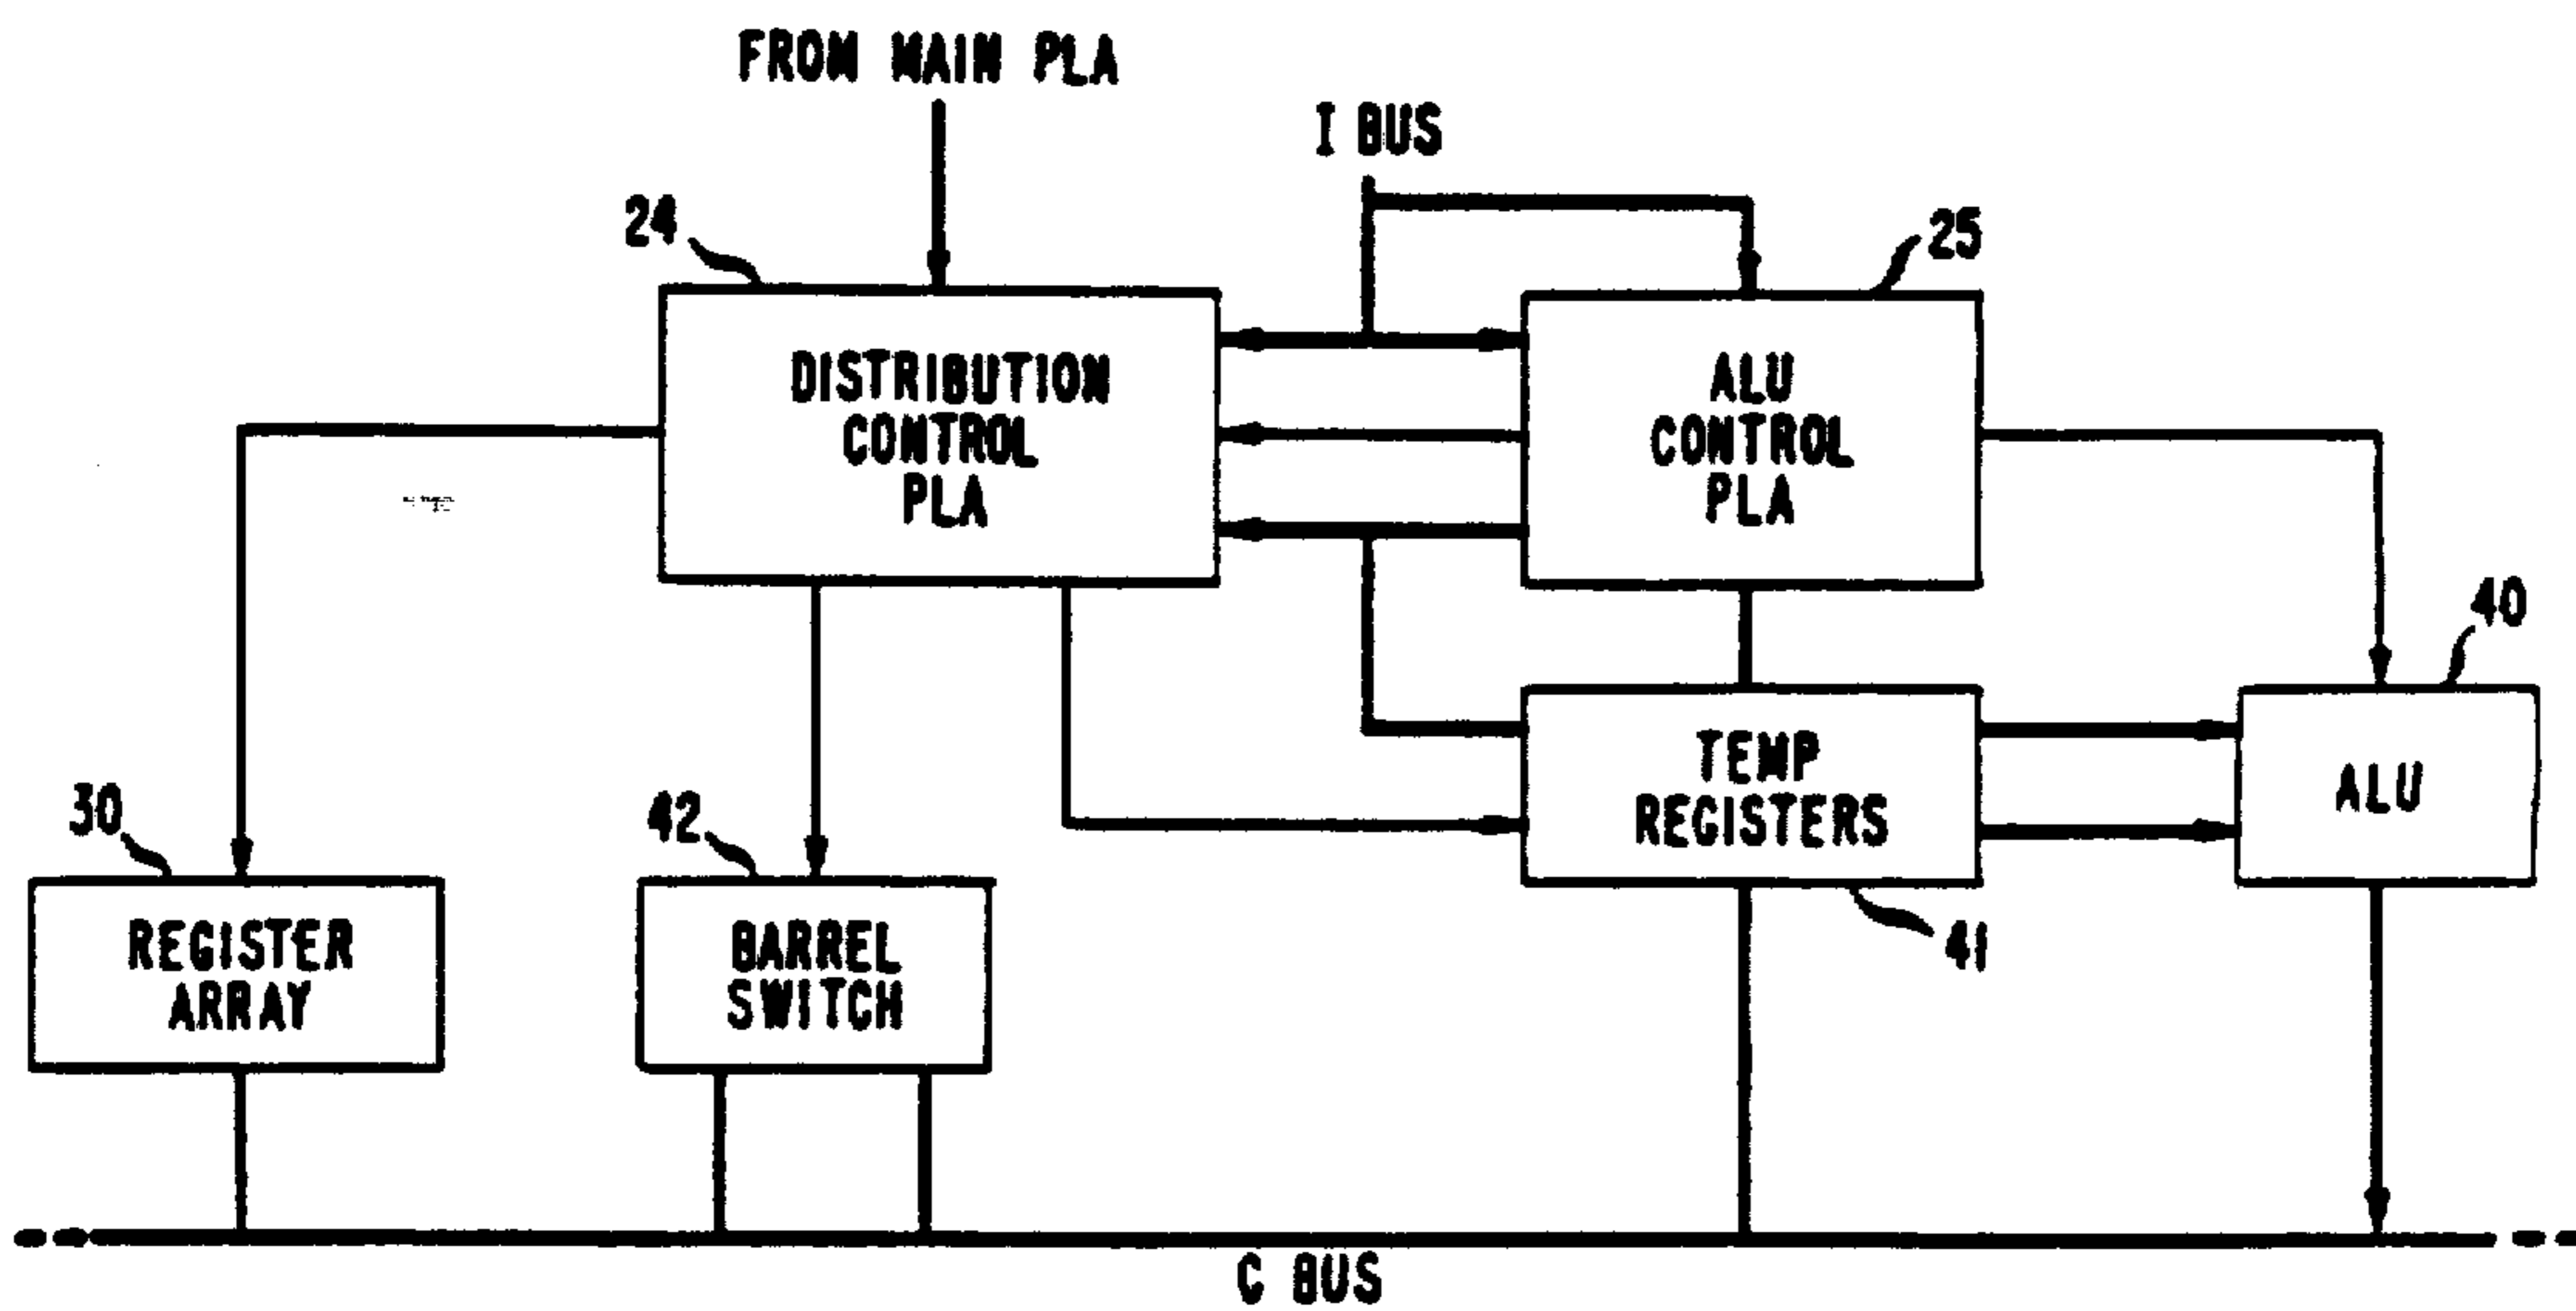 FROM MAIN PLA
I BUS
24
25
DISTRIBUTION
CONTROL
PLA
ALU
CONTROL
PLA
40
30
42
TEMP
REGISTERS
ALU
41
REGISTER
ARRAY
BARREL
SWITCH
C BUS